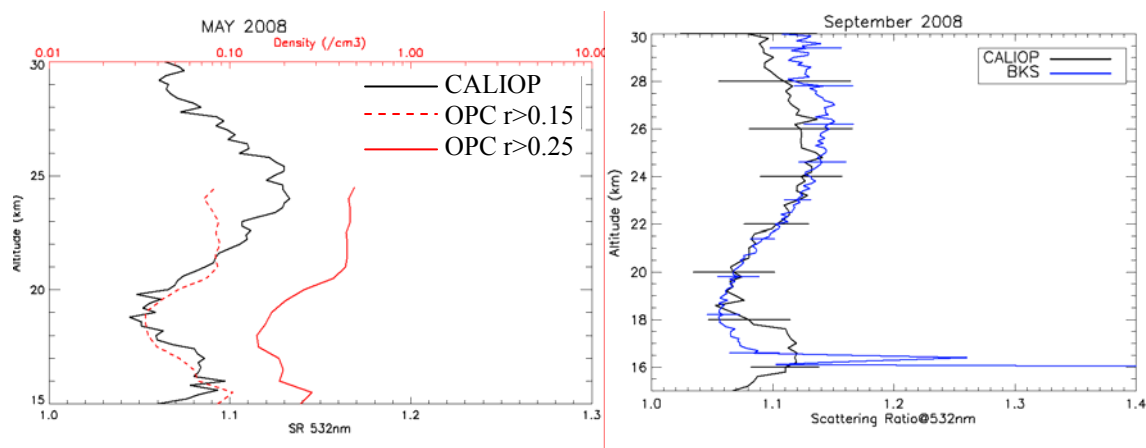 MAY 2008
Density (/cm3)
0.01 0.10 1.00 10.00
30
25
20
15
Altitude (km)
CALIOP
OPC r>0.15
OPC r>0.25
1.0 1.1 1.2 1.3
SR 532nm
September 2008
30
28
26
24
22
20
18
16
Altitude (km)
CALIOP
BKS
1.0 1.1 1.2 1.3 1.4
Scattering Ratio@532nm